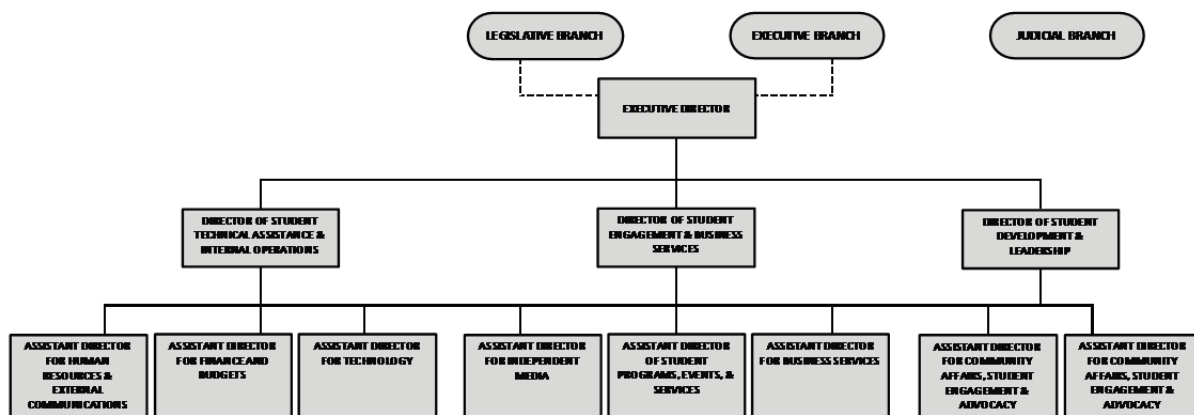 LEGISLATIVE BRANCH
EXECUTIVE BRANCH
JUDICIAL BRANCH
EXECUTIVE DIRECTOR
DIRECTOR OF STUDENT
TECHNICAL ASSISTANCE &
INTERNAL OPERATIONS
DIRECTOR OF STUDENT
ENGAGEMENT & BUSINESS
SERVICES
DIRECTOR OF STUDENT
DEVELOPMENT &
LEADERSHIP
ASSISTANT DIRECTOR
FOR HUMAN
RESOURCES &
EXTERNAL
COMMUNICATIONS
ASSISTANT DIRECTOR
FOR FINANCE AND
BUDGETS
ASSISTANT DIRECTOR
FOR TECHNOLOGY
ASSISTANT DIRECTOR
FOR INDEPENDENT
MEDIA
ASSISTANT DIRECTOR
OF STUDENT
PROGRAMS, EVENTS, &
SERVICES
ASSISTANT DIRECTOR
FOR BUSINESS SERVICES
ASSISTANT DIRECTOR
FOR COMMUNITY
AFFAIRS, STUDENT
ENGAGEMENT &
ADVOCACY
ASSISTANT DIRECTOR
FOR COMMUNITY
AFFAIRS, STUDENT
ENGAGEMENT &
ADVOCACY